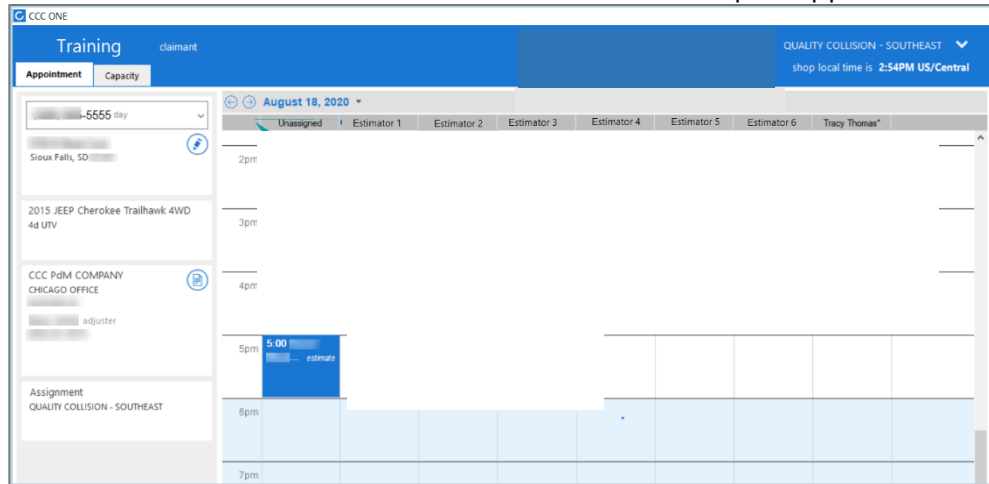 CCC ONE
Training claimant
QUALITY COLLISION - SOUTHEAST
shop local time is 2:54PM US/Central
Appointment Capacity
-5555 day
Sioux Falls, SD
2015 JEEP Cherokee Trailhawk 4WD
4d UTV
CCC PdM COMPANY
CHICAGO OFFICE
adjuster
Assignment
QUALITY COLLISION - SOUTHEAST
August 18, 2020
Unassigned Estimator 1 Estimator 2 Estimator 3 Estimator 4 Estimator 5 Estimator 6 Tracy Thomas*
2pm
3pm
4pm
5pm
5:00
... estimate
6pm
7pm